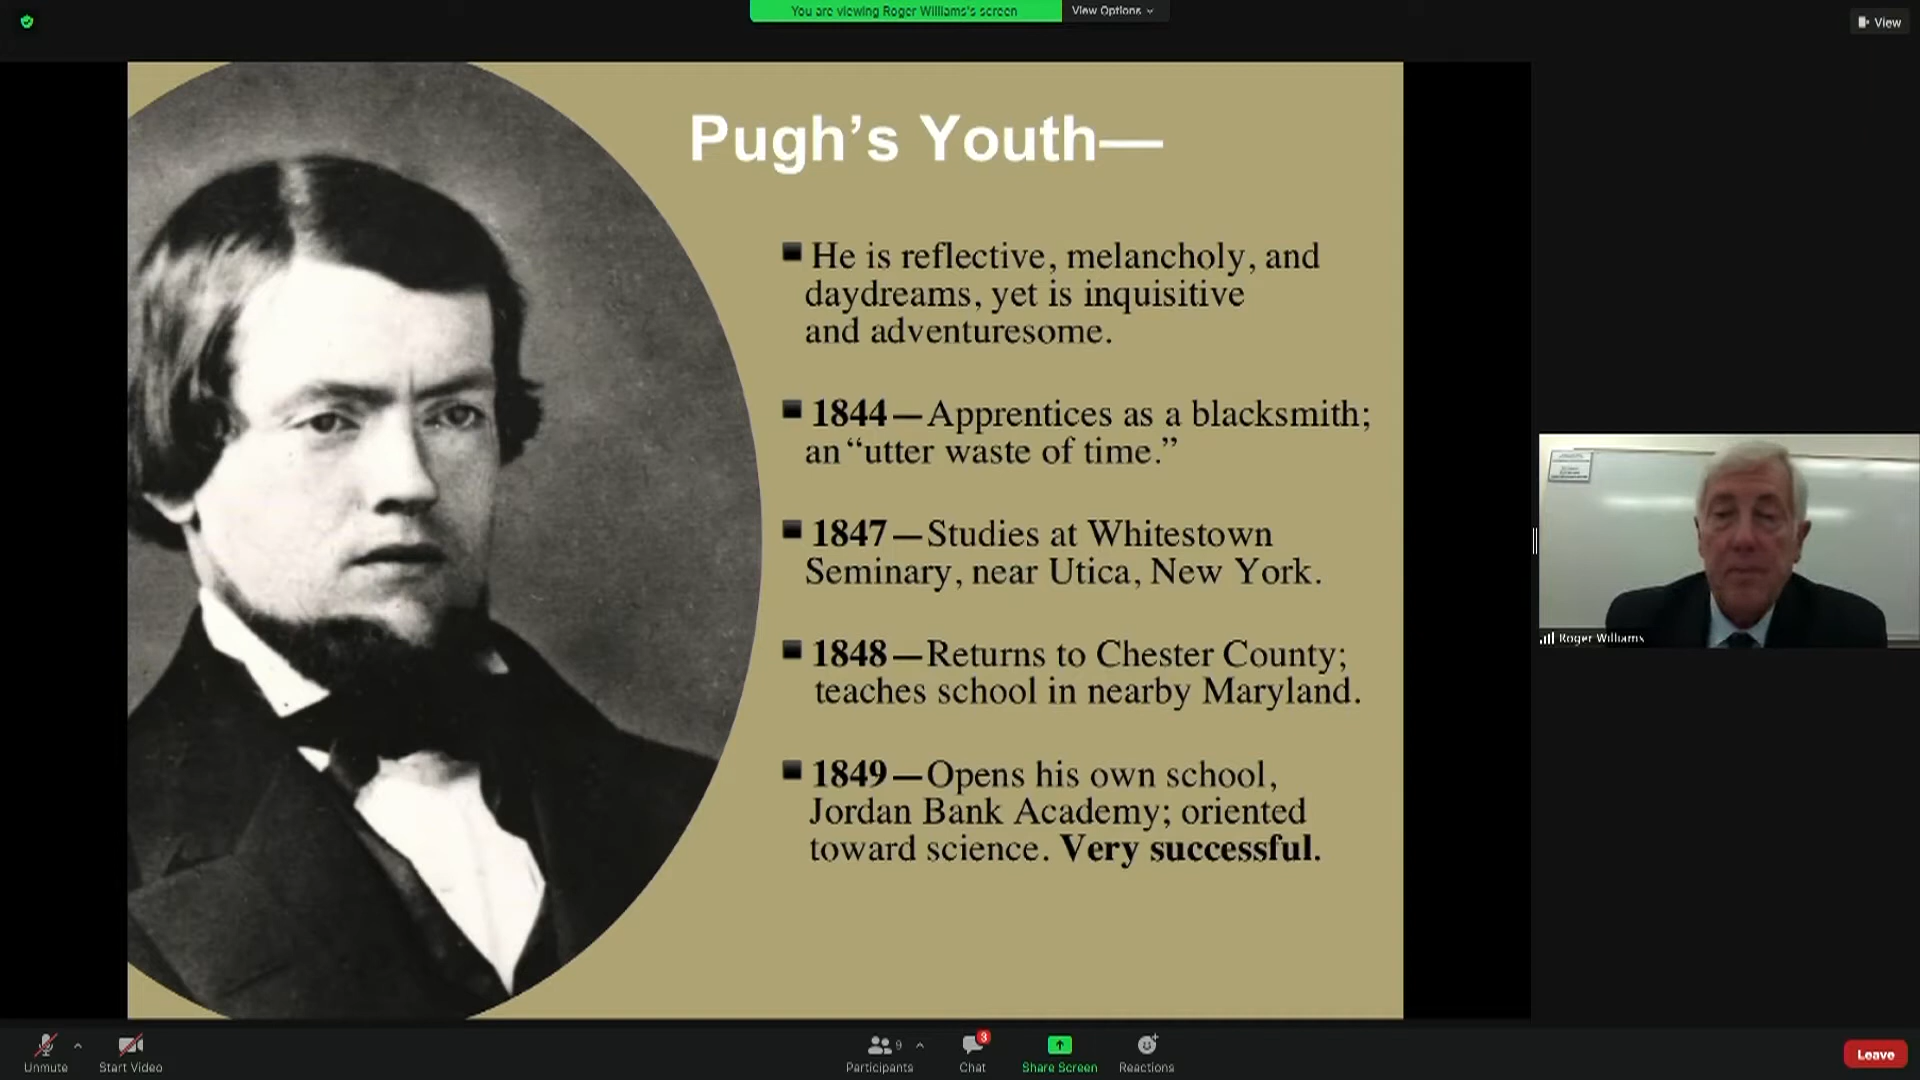 You are viewing Roger Williams's screen
View Options
View
Pugh’s Youth—
He is reflective, melancholy, and
daydreams, yet is inquisitive
and adventuresome.
1844—Apprentices as a blacksmith;
an “utter waste of time.”
1847—Studies at Whitestown
Seminary, near Utica, New York.
1848—Returns to Chester County;
teaches school in nearby Maryland.
1849—Opens his own school,
Jordan Bank Academy; oriented
toward science. Very successful.
Roger Williams
Unmute
Start Video
9
Participants
3
Chat
Share Screen
Reactions
Leave